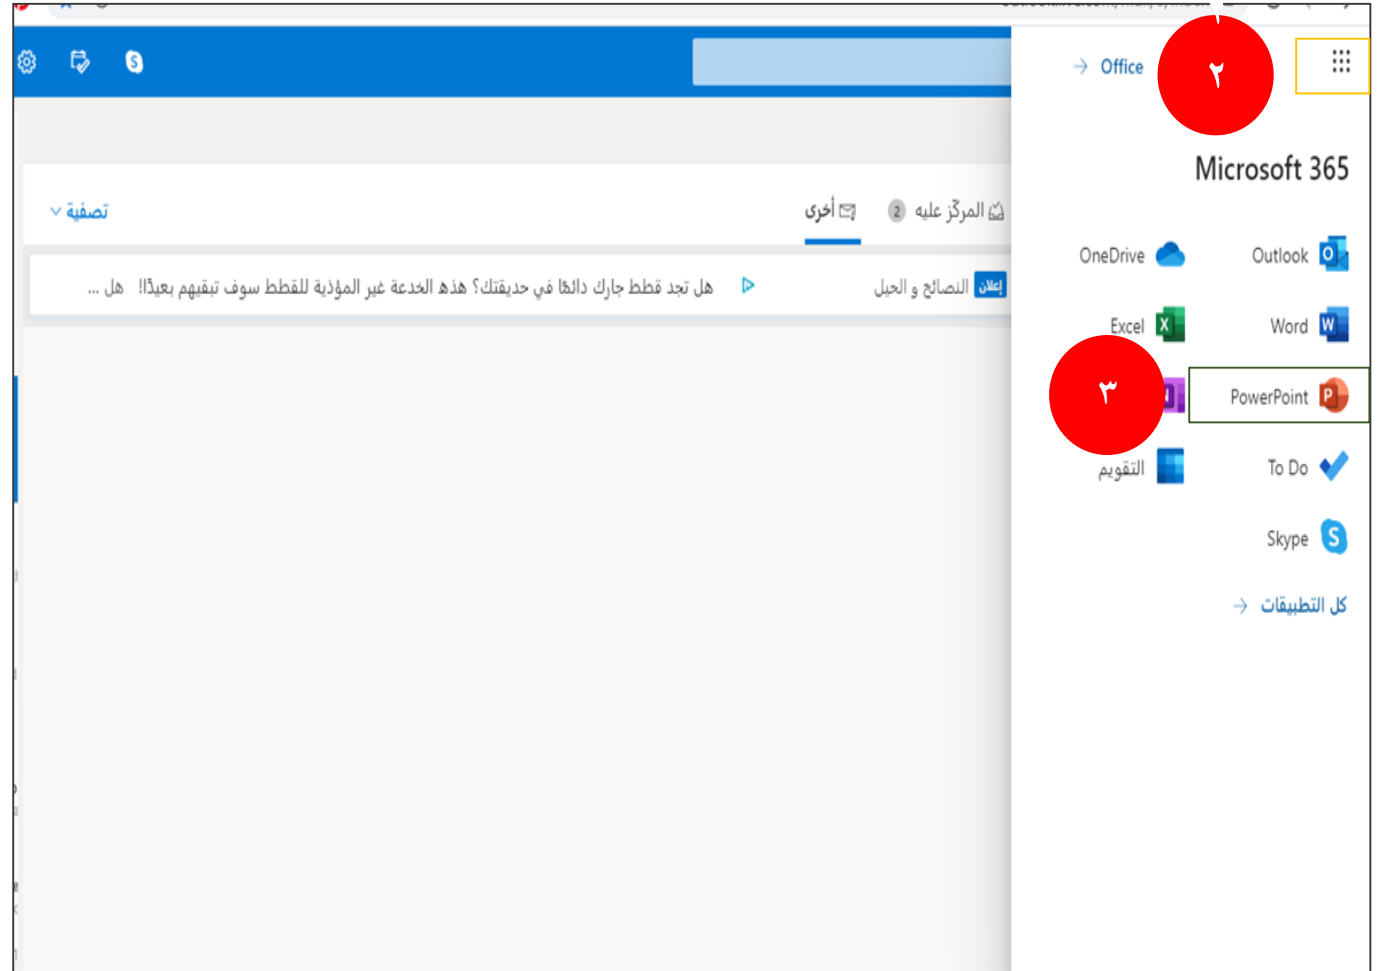 Office →
٢
Microsoft 365
Outlook
OneDrive
Word
Excel
PowerPoint
٣
To Do
التقويم
Skype
كل التطبيقات →
المركّز عليه 2
أخرى
تصفية
إعلان النصائح و الحيل
هل تجد قطط جارك دائمًا في حديقتك؟ هذه الخدعة غير المؤذية للقطط سوف تبقيهم بعيدًا!! هل ...